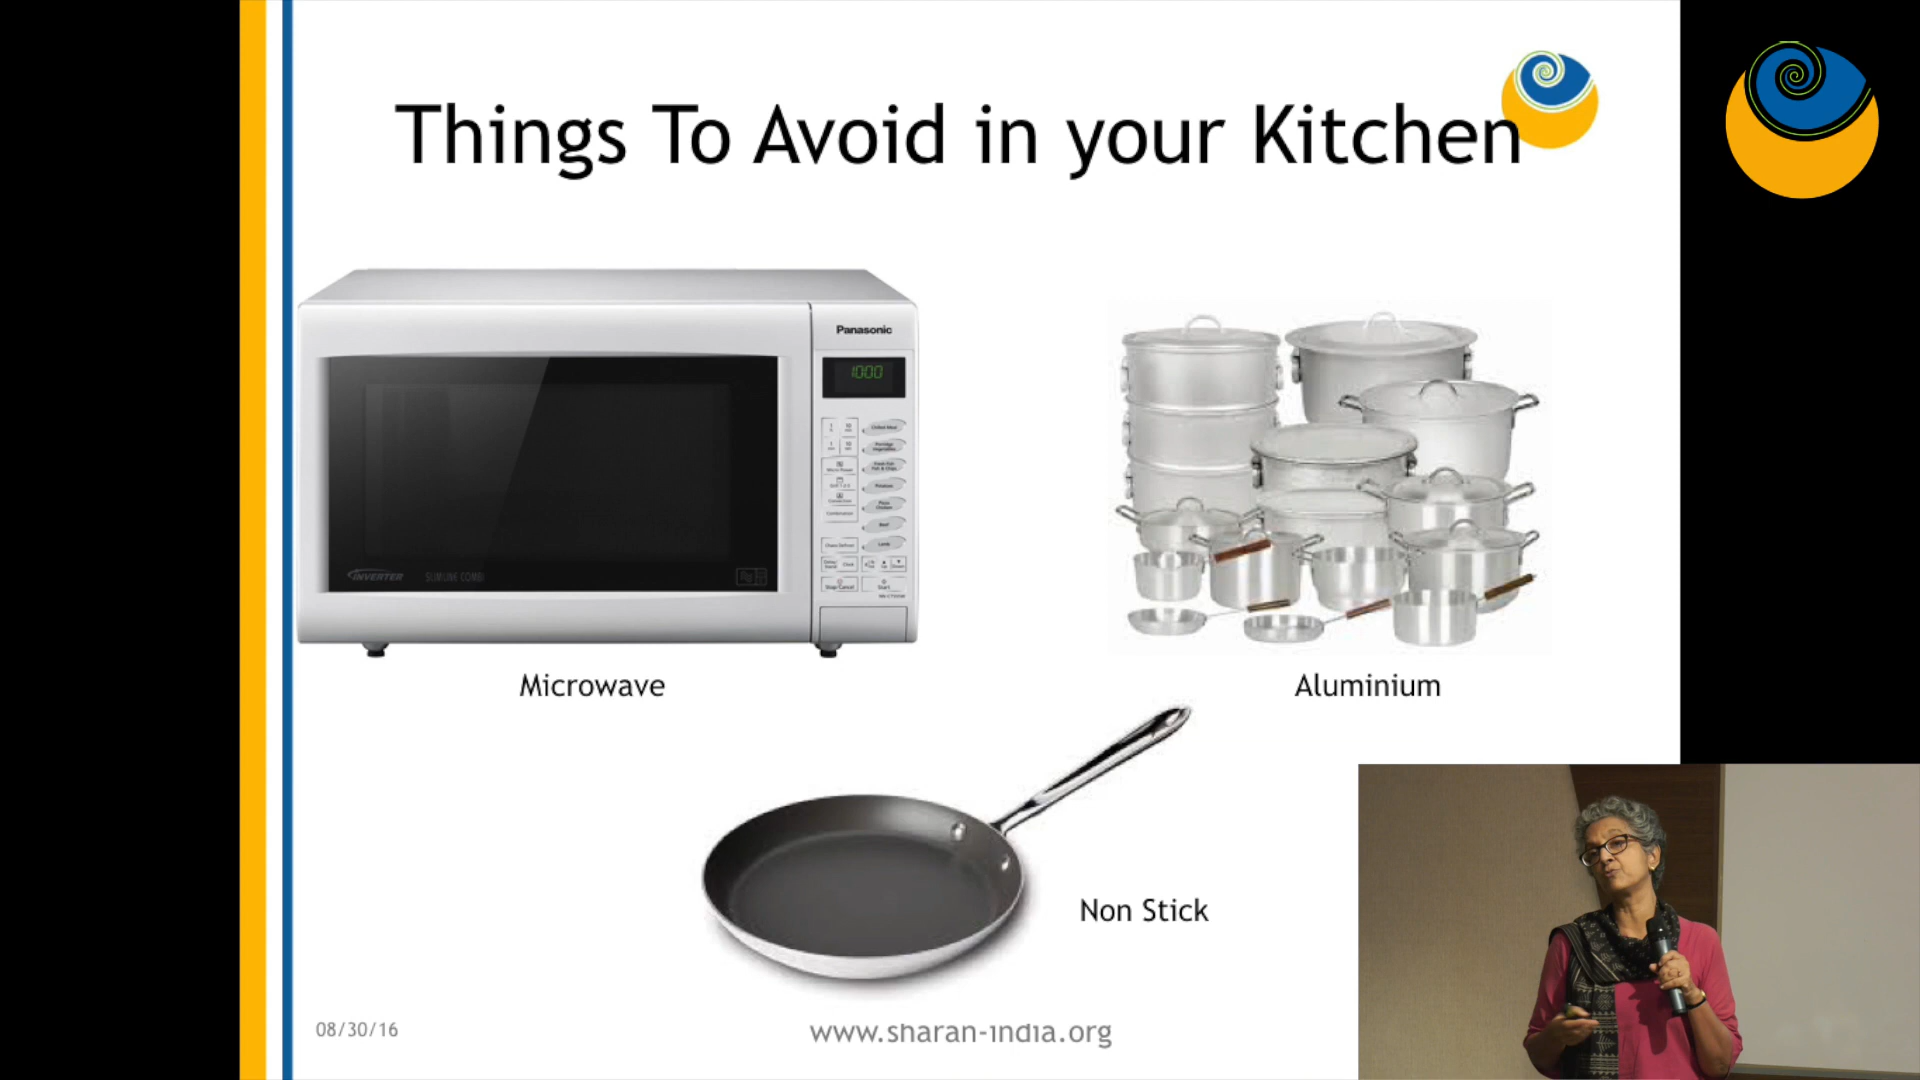 Things To Avoid in your Kitchen
Panasonic
1000
INVERTER
SLIMLINE COMBI
Microwave
Aluminium
Non Stick
08/30/16
www.sharan-india.org